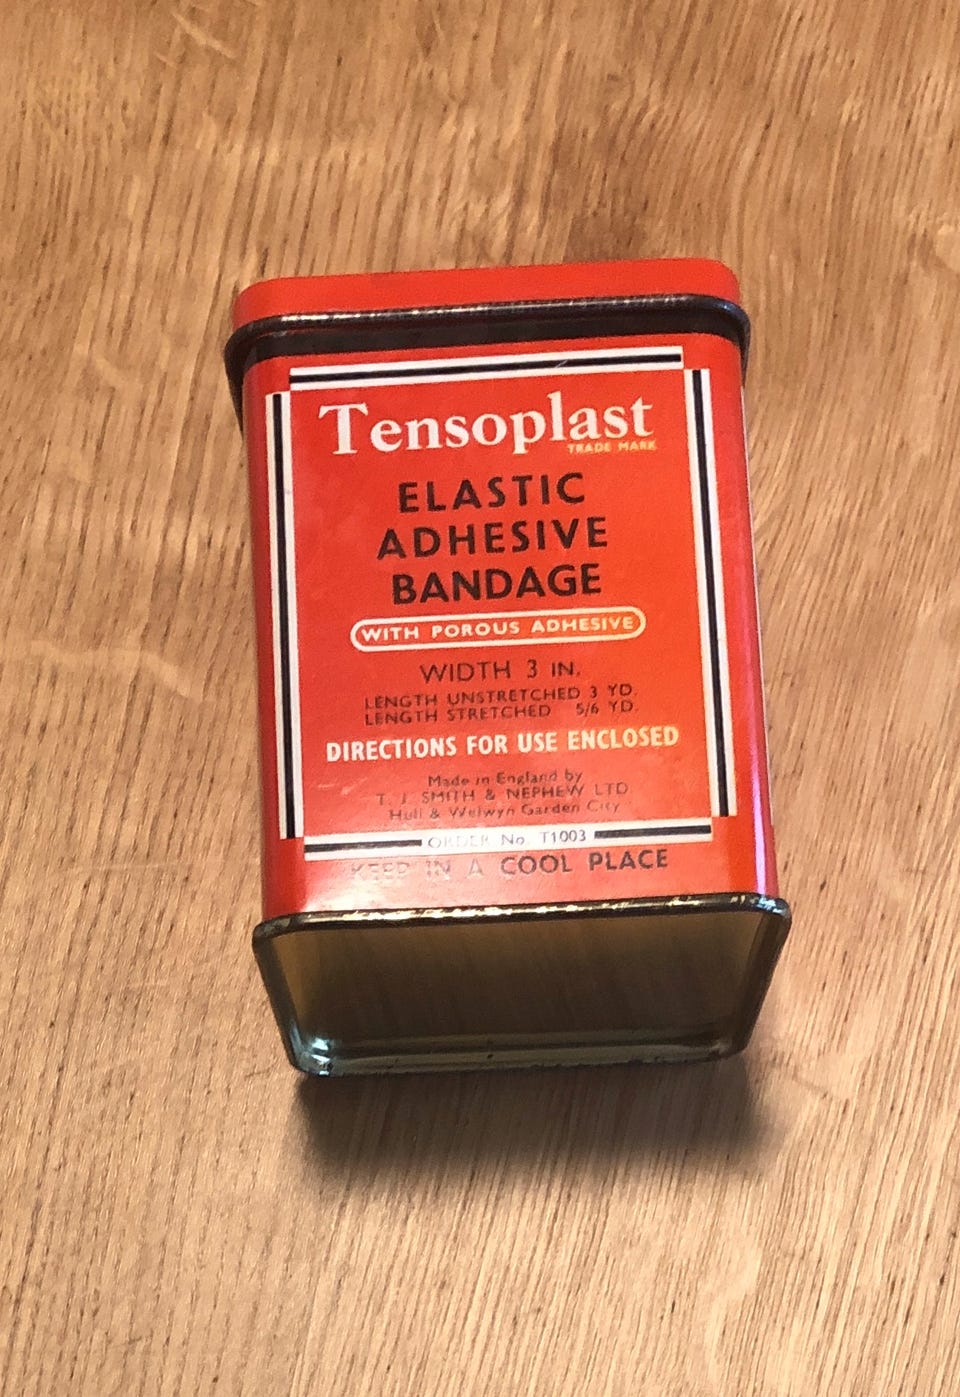 Tensoplast
TRADE MARK
ELASTIC
ADHESIVE
BANDAGE
WITH POROUS ADHESIVE
WIDTH 3 IN.
LENGTH UNSTRETCHED 3 YD.
LENGTH STRETCHED 5/6 YD.
DIRECTIONS FOR USE ENCLOSED
Made in England by
T. J. SMITH & NEPHEW LTD
Hull & Welwyn Garden City
ORDER No. T1003
KEEP IN A COOL PLACE